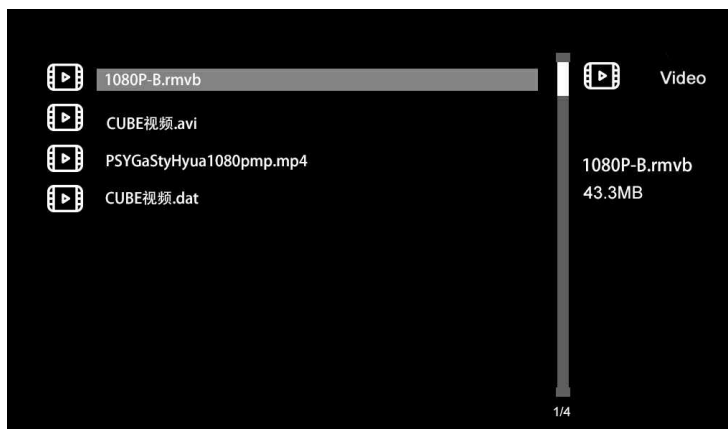 1080P-B.rmvb
CUBE视频.avi
PSYGaStyHyua1080pmp.mp4
CUBE视频.dat
Video
1080P-B.rmvb
43.3MB
1/4